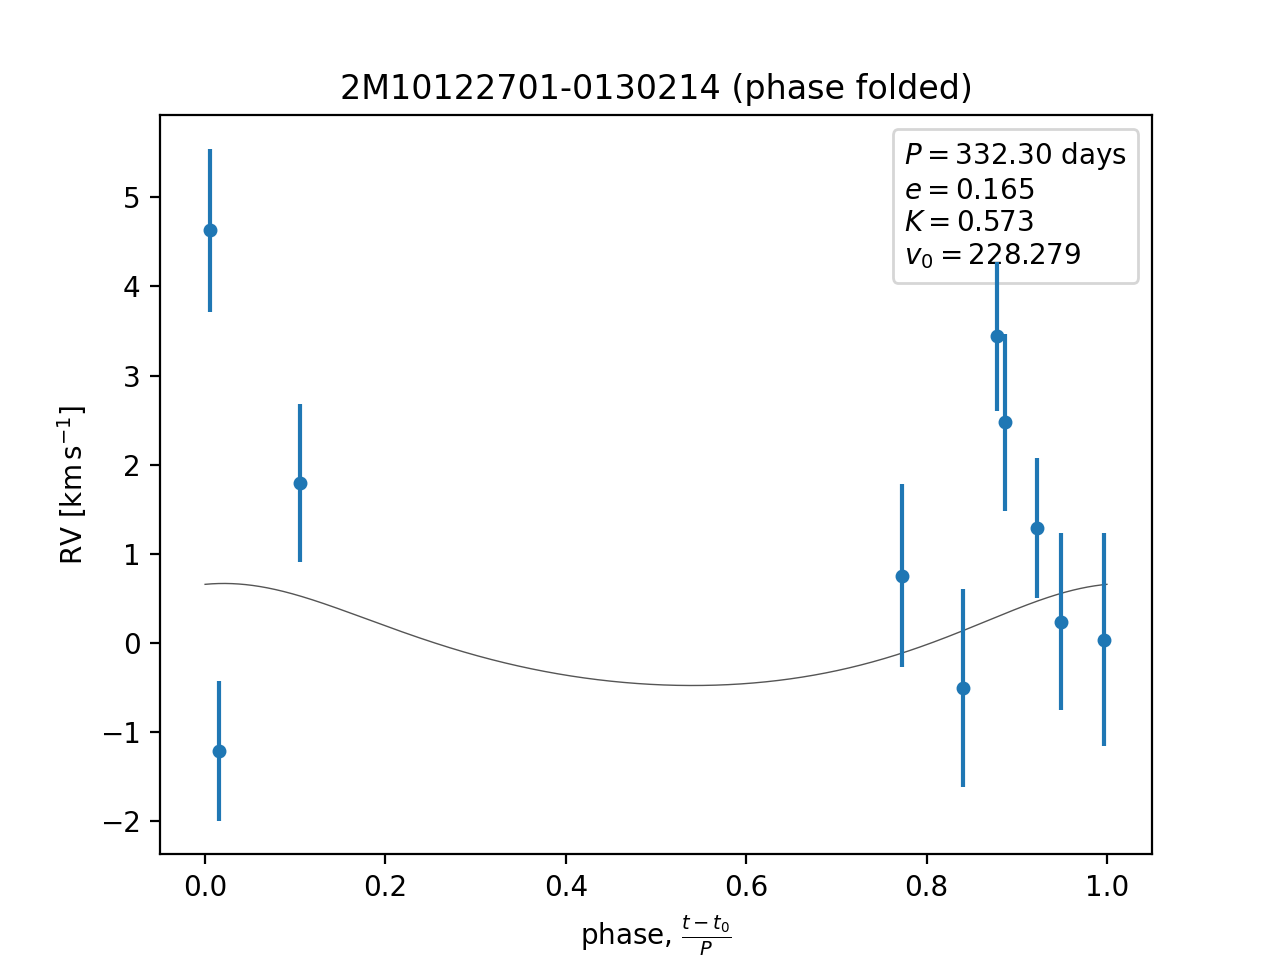 2M10122701-0130214 (phase folded)
P = 332.30 days
e = 0.165
K = 0.573
v₀ = 228.279
RV [km s⁻¹]
5
4
3
2
1
0
−1
−2
0.0 0.2 0.4 0.6 0.8 1.0
phase, (t − t₀)/P